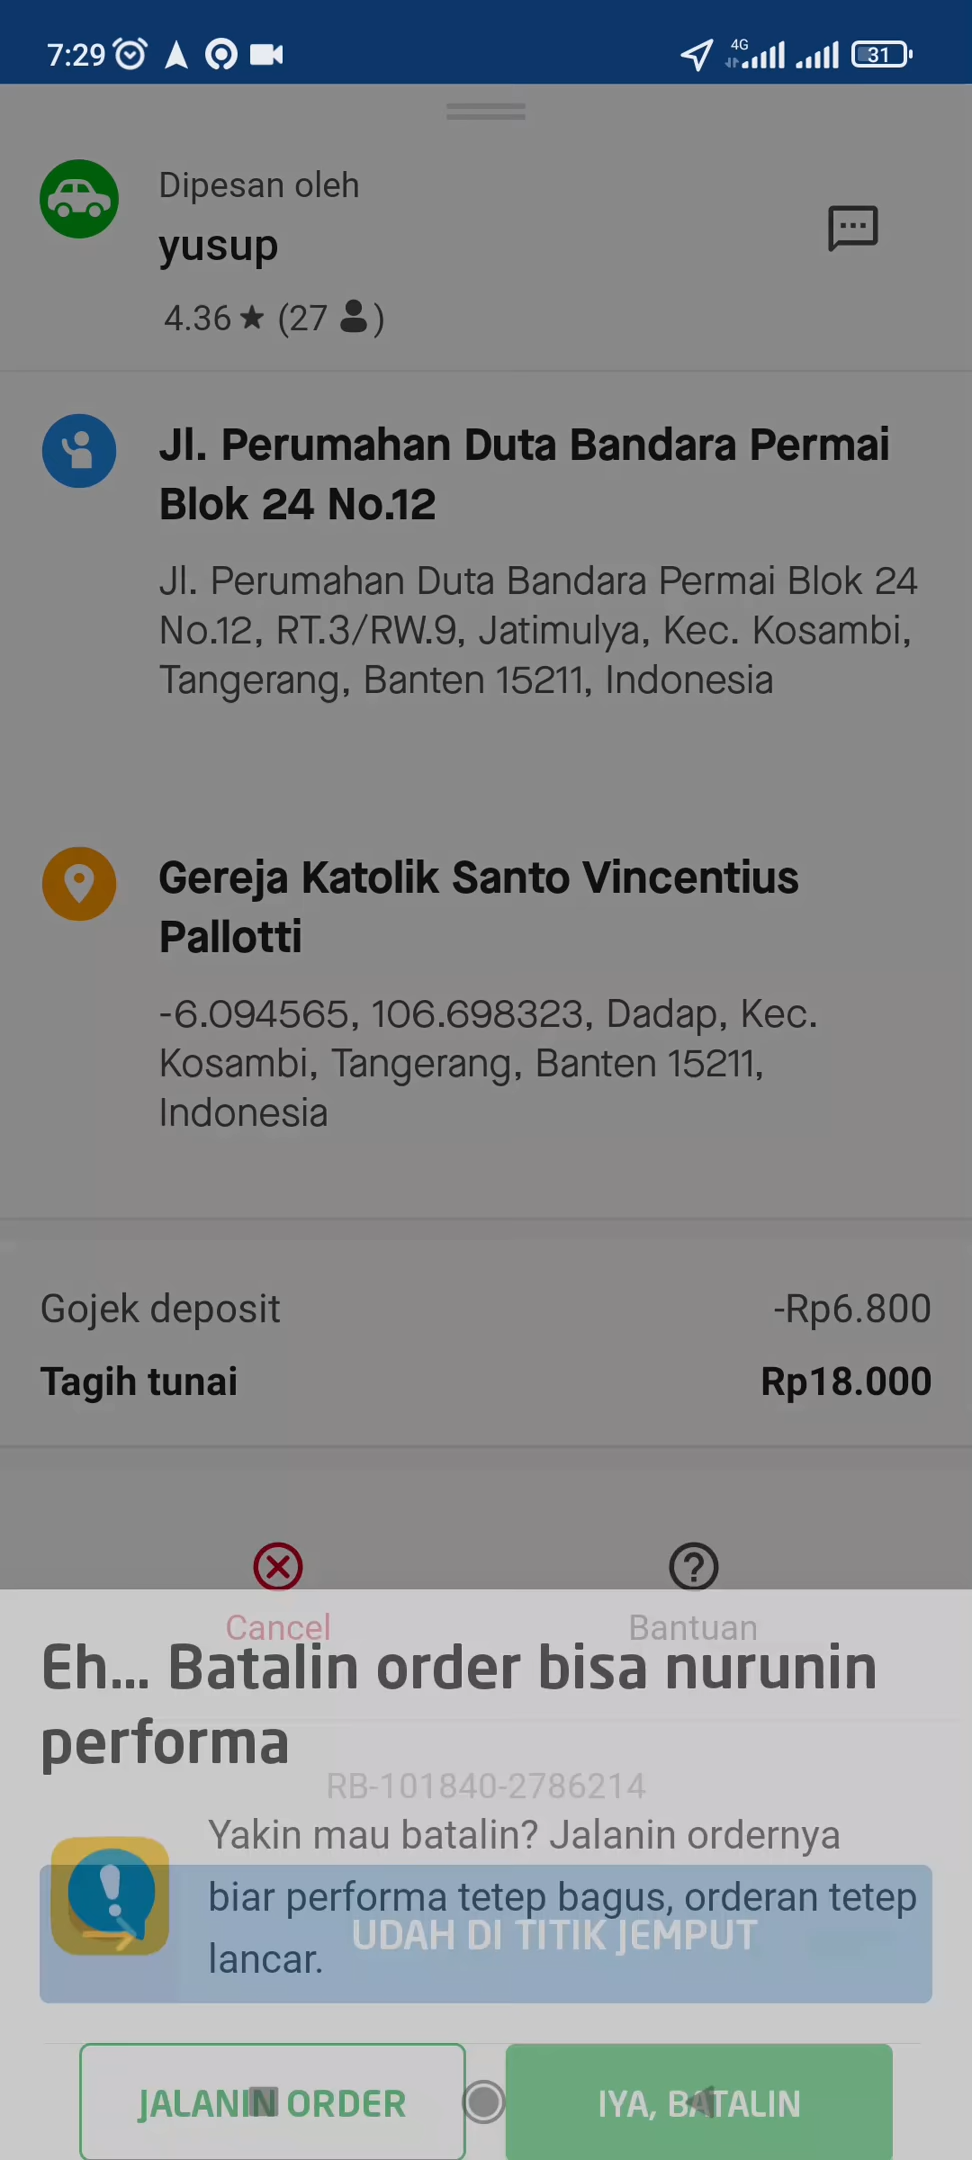 7:29
4G
31
Dipesan oleh
yusup
4.36 ★ (27 )
Jl. Perumahan Duta Bandara Permai
Blok 24 No.12
Jl. Perumahan Duta Bandara Permai Blok 24
No.12, RT.3/RW.9, Jatimulya, Kec. Kosambi,
Tangerang, Banten 15211, Indonesia
Gereja Katolik Santo Vincentius
Pallotti
-6.094565, 106.698323, Dadap, Kec.
Kosambi, Tangerang, Banten 15211,
Indonesia
Gojek deposit -Rp6.800
Tagih tunai Rp18.000
Cancel Bantuan
Eh... Batalin order bisa nurunin
performa
RB-101840-2786214
Yakin mau batalin? Jalanin ordernya
biar performa tetep bagus, orderan tetep
lancar.
UDAH DI TITIK JEMPUT
JALANIN ORDER IYA, BATALIN